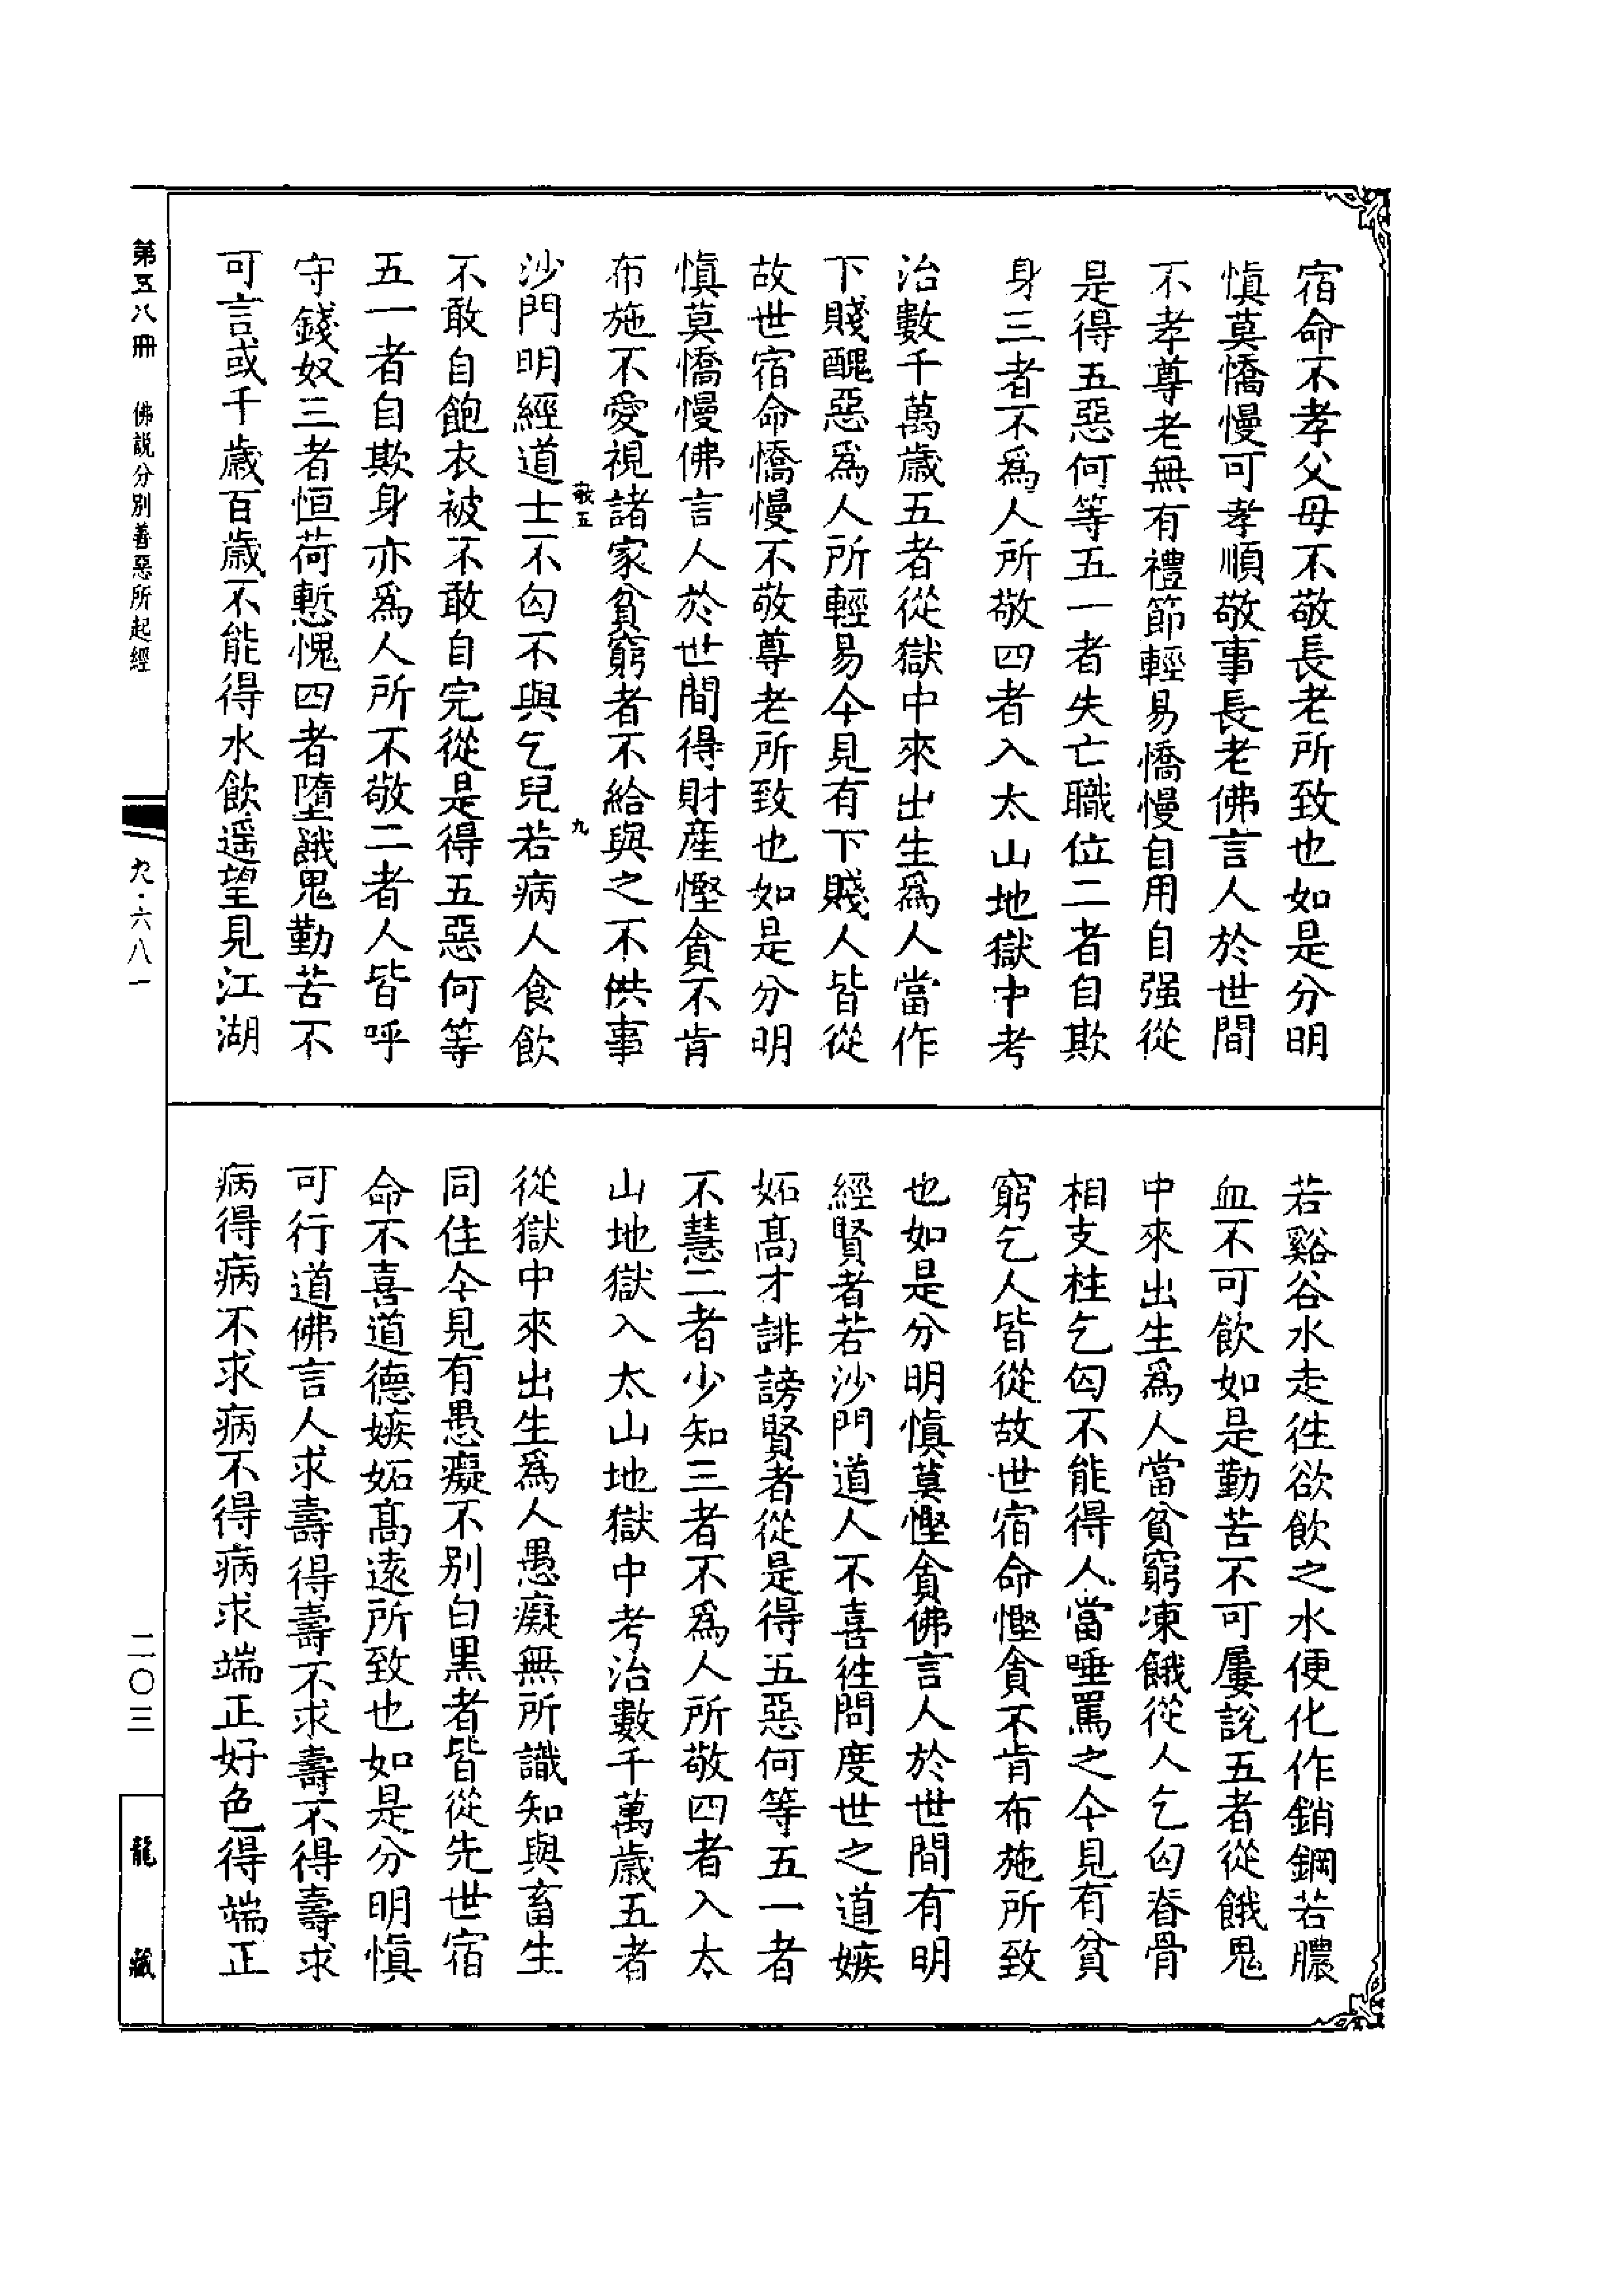 宿命不孝父母不敬長老所致也如是分明
慎莫憍慢可孝順敬事長老佛言人於世間
不孝尊老無有禮節輕易憍慢自用自强從
是得五惡何等五一者失亡職位二者自欺
身三者不爲人所敬四者入太山地獄中考
治數千萬歲五者從獄中來出生爲人當作
下賤醜惡爲人所輕易今見有下賤人皆從
故世宿命憍慢不敬尊老所致也如是分明
慎莫憍慢佛言人於世間得財産慳貪不肯
布施不愛視諸家貧窮者不給與之不供事
敬五
九
沙門明經道士不匃不與乞兒若病人食飲
不敢自飽衣被不敢自完從是得五惡何等
五一者自欺身亦爲人所不敬二者人皆呼
守錢奴三者恒荷慙愧四者墮餓鬼勤苦不
可言或千歲百歲不能得水飲遥望見江湖
若谿谷水走徃欲飲之水便化作銷銅若膿
血不可飲如是勤苦不可屢説五者從餓鬼
中來出生爲人當貧窮凍餓從人乞匃脊骨
相支柱乞匃不能得人當唾罵之今見有貧
窮乞人皆從故世宿命慳貪不肯布施所致
也如是分明慎莫慳貪佛言人於世間有明
經賢者若沙門道人不喜徃問度世之道嫉
妬髙才誹謗賢者從是得五惡何等五一者
不慧二者少知三者不爲人所敬四者入太
山地獄入太山地獄中考治數千萬歲五者
從獄中來出生爲人愚癡無所識知與畜生
同住今見有愚癡不别白黑者皆從先世宿
命不喜道德嫉妬髙遠所致也如是分明慎
可行道佛言人求壽得壽不求壽不得壽求
病得病不求病不得病求端正好色得端正
第五八冊　佛説分别善惡所起經
九·六八一
二〇三
龍藏